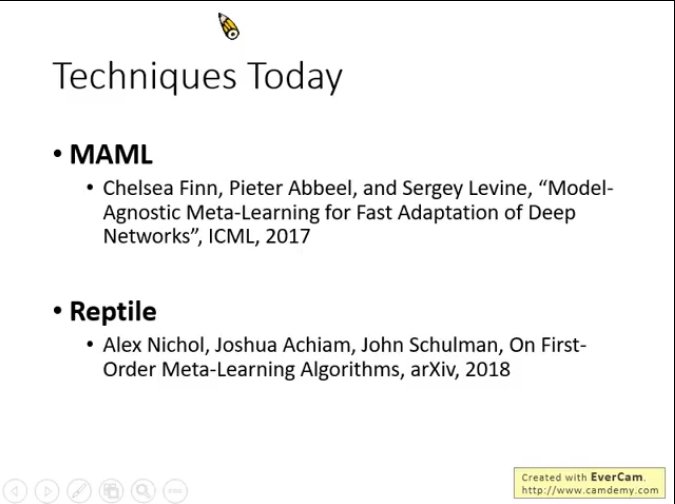 Techniques Today
• MAML
• Chelsea Finn, Pieter Abbeel, and Sergey Levine, “Model-
Agnostic Meta-Learning for Fast Adaptation of Deep
Networks”, ICML, 2017
• Reptile
• Alex Nichol, Joshua Achiam, John Schulman, On First-
Order Meta-Learning Algorithms, arXiv, 2018
Created with EverCam.
http://www.camdemy.com